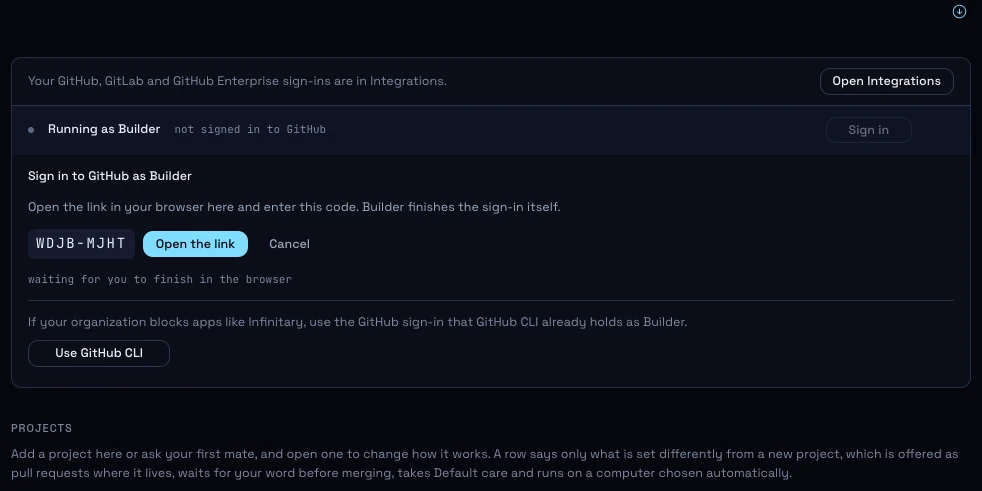 Your GitHub, GitLab and GitHub Enterprise sign-ins are in Integrations.
Open Integrations
Running as Builder
not signed in to GitHub
Sign in
Sign in to GitHub as Builder
Open the link in your browser here and enter this code. Builder finishes the sign-in itself.
WDJB-MJHT
Open the link
Cancel
waiting for you to finish in the browser
If your organization blocks apps like Infinitary, use the GitHub sign-in that GitHub CLI already holds as Builder.
Use GitHub CLI
PROJECTS
Add a project here or ask your first mate, and open one to change how it works. A row says only what is set differently from a new project, which is offered as
pull requests where it lives, waits for your word before merging, takes Default care and runs on a computer chosen automatically.